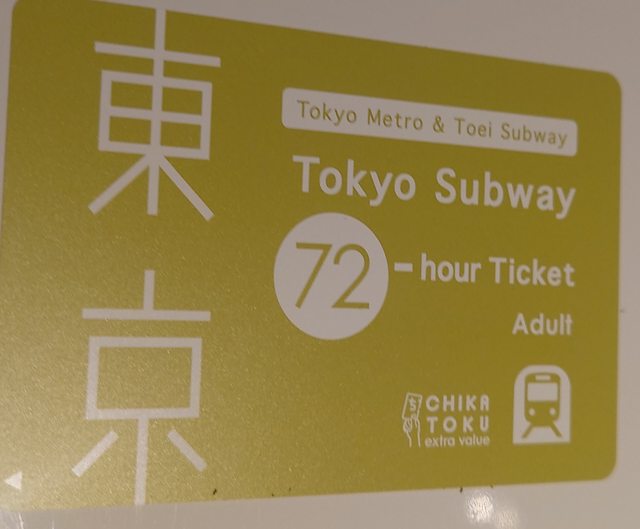 東京
Tokyo Metro & Toei Subway
Tokyo Subway
72-hour Ticket
Adult
CHIKA
TOKU
extra value